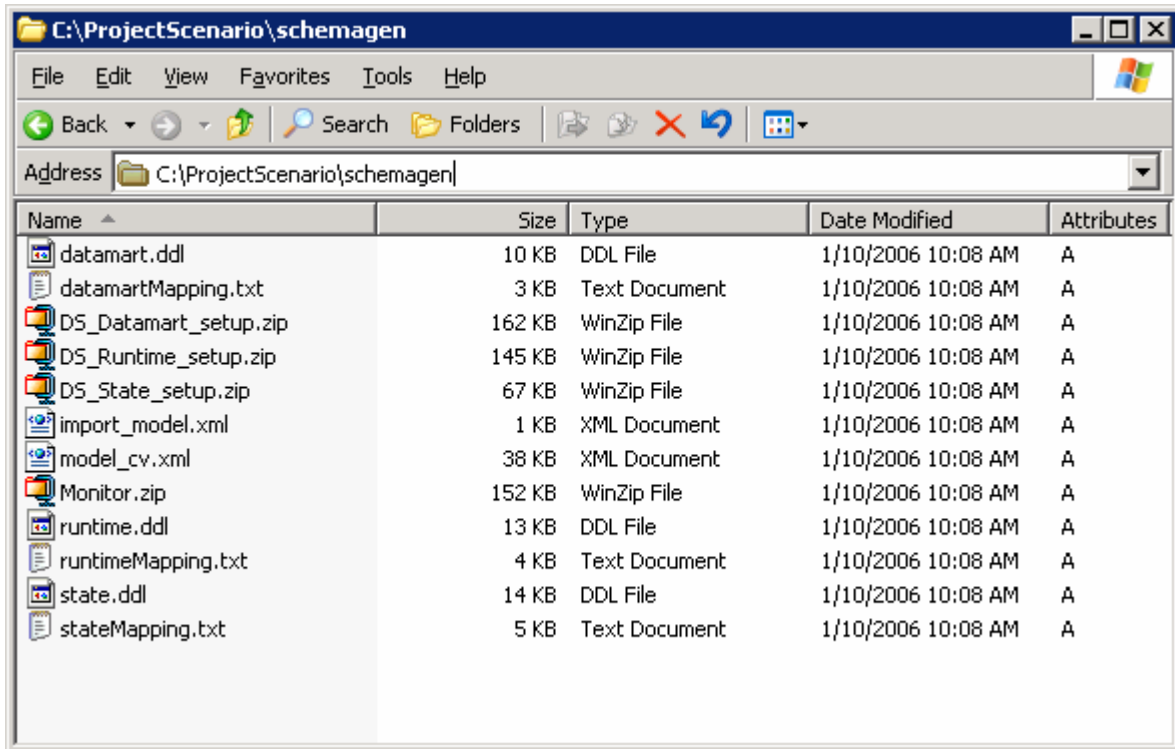 C:\ProjectScenario\schemagen
File Edit View Favorites Tools Help
Back Search Folders
Address C:\ProjectScenario\schemagen
Name Size Type Date Modified Attributes
datamart.ddl 10 KB DDL File 1/10/2006 10:08 AM A
datamartMapping.txt 3 KB Text Document 1/10/2006 10:08 AM A
DS_Datamart_setup.zip 162 KB WinZip File 1/10/2006 10:08 AM A
DS_Runtime_setup.zip 145 KB WinZip File 1/10/2006 10:08 AM A
DS_State_setup.zip 67 KB WinZip File 1/10/2006 10:08 AM A
import_model.xml 1 KB XML Document 1/10/2006 10:08 AM A
model_cv.xml 38 KB XML Document 1/10/2006 10:08 AM A
Monitor.zip 152 KB WinZip File 1/10/2006 10:08 AM A
runtime.ddl 13 KB DDL File 1/10/2006 10:08 AM A
runtimeMapping.txt 4 KB Text Document 1/10/2006 10:08 AM A
state.ddl 14 KB DDL File 1/10/2006 10:08 AM A
stateMapping.txt 5 KB Text Document 1/10/2006 10:08 AM A